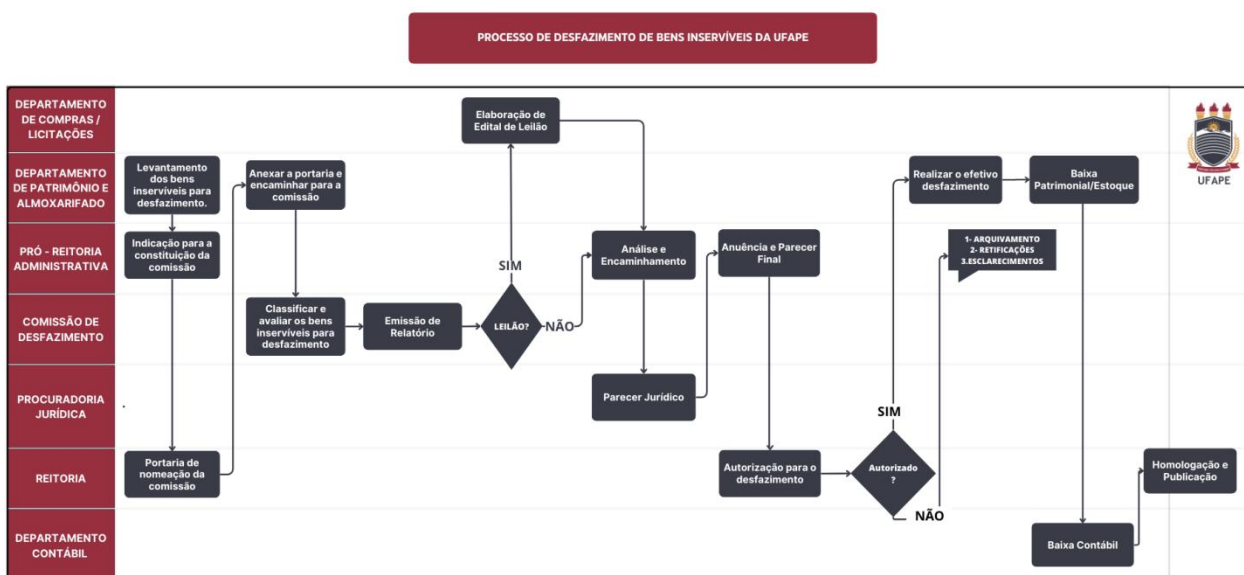 PROCESSO DE DESFAZIMENTO DE BENS INSERVÍVEIS DA UFAPE
DEPARTAMENTO
DE COMPRAS /
LICITAÇÕES
Elaboração de
Edital de Leilão
UFAPE
DEPARTAMENTO
DE PATRIMÔNIO E
ALMOXARIFADO
Levantamento
dos bens
inservíveis para
desfazimento.
Anexar a portaria e
encaminhar para a
comissão
Realizar o efetivo
desfazimento
Baixa
Patrimonial/Estoque
PRÓ - REITORIA
ADMINISTRATIVA
Indicação para a
constituição da
comissão
SIM
Análise e
Encaminhamento
Anuência e Parecer
Final
1- ARQUIVAMENTO
2- RETIFICAÇÕES
3.ESCLARECIMENTOS
COMISSÃO DE
DESFAZIMENTO
Classificar e
avaliar os bens
inservíveis para
desfazimento
Emissão de
Relatório
LEILÃO?
NÃO
PROCURADORIA
JURÍDICA
Parecer Jurídico
SIM
REITORIA
Portaria de
nomeação da
comissão
Autorização para o
desfazimento
Autorizado
?
Homologação e
Publicação
NÃO
DEPARTAMENTO
CONTÁBIL
Baixa Contábil